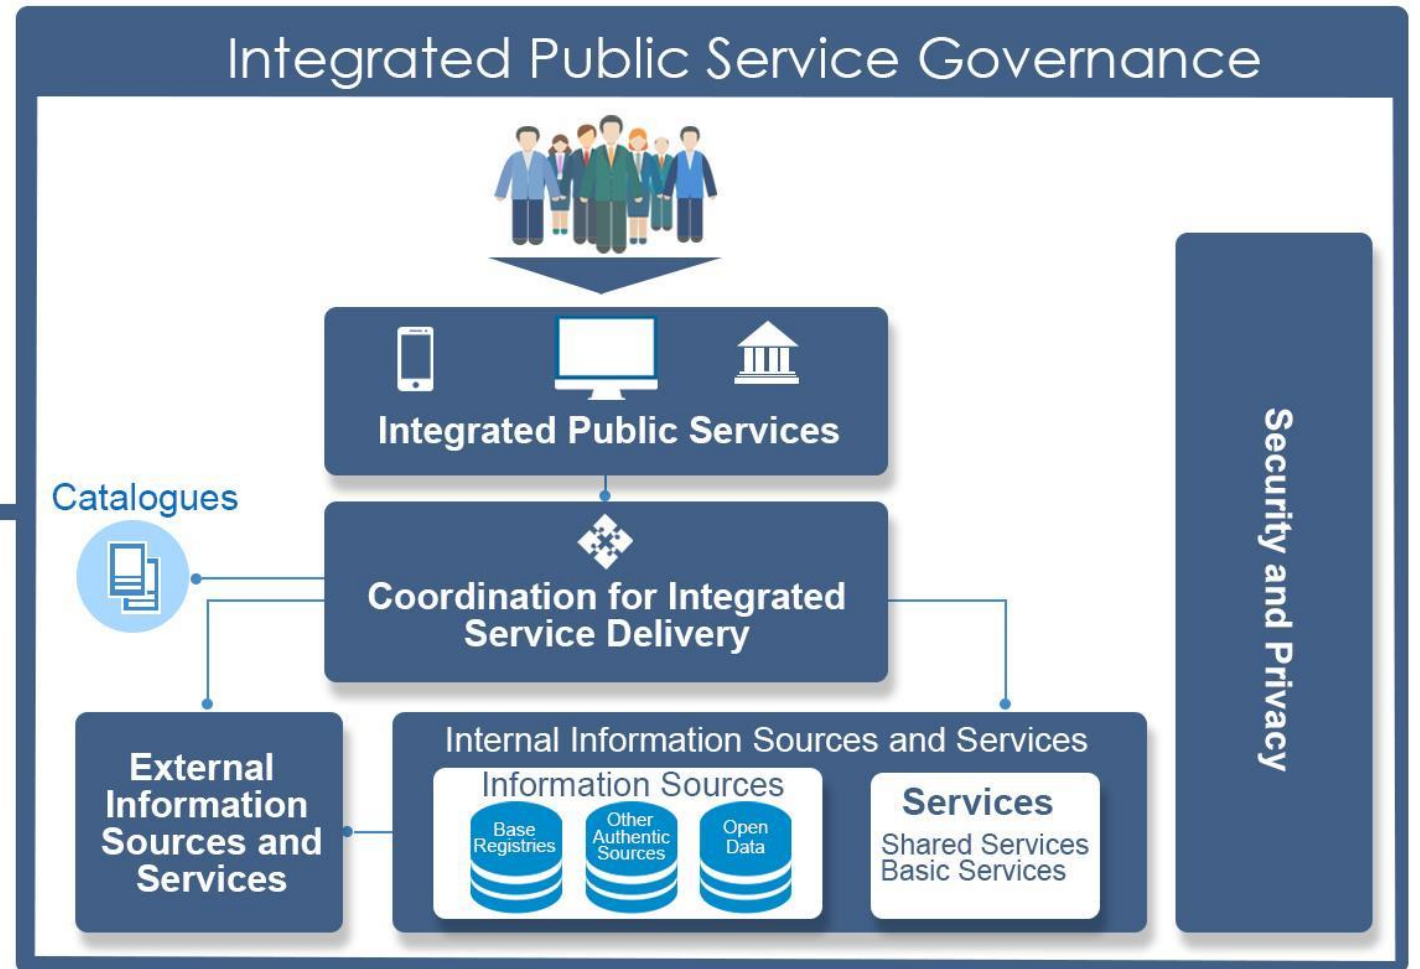 Integrated Public Service Governance
Integrated Public Services
Catalogues
Coordination for Integrated
Service Delivery
External
Information
Sources and
Services
Internal Information Sources and Services
Information Sources
Base
Registries
Other
Authentic
Sources
Open
Data
Services
Shared Services
Basic Services
Security and Privacy